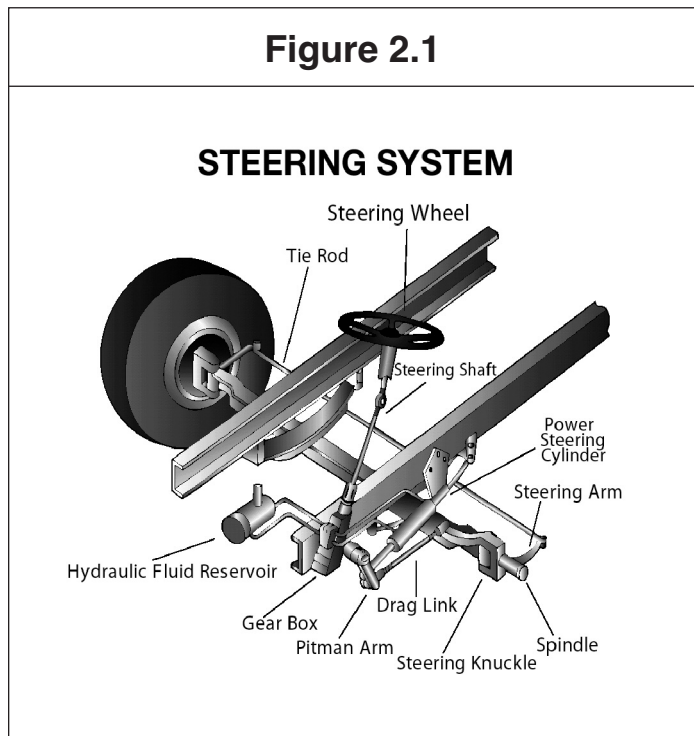 Figure 2.1
STEERING SYSTEM
Steering Wheel
Tie Rod
Steering Shaft
Power
Steering
Cylinder
Steering Arm
Hydraulic Fluid Reservoir
Gear Box
Drag Link
Pitman Arm
Steering Knuckle
Spindle